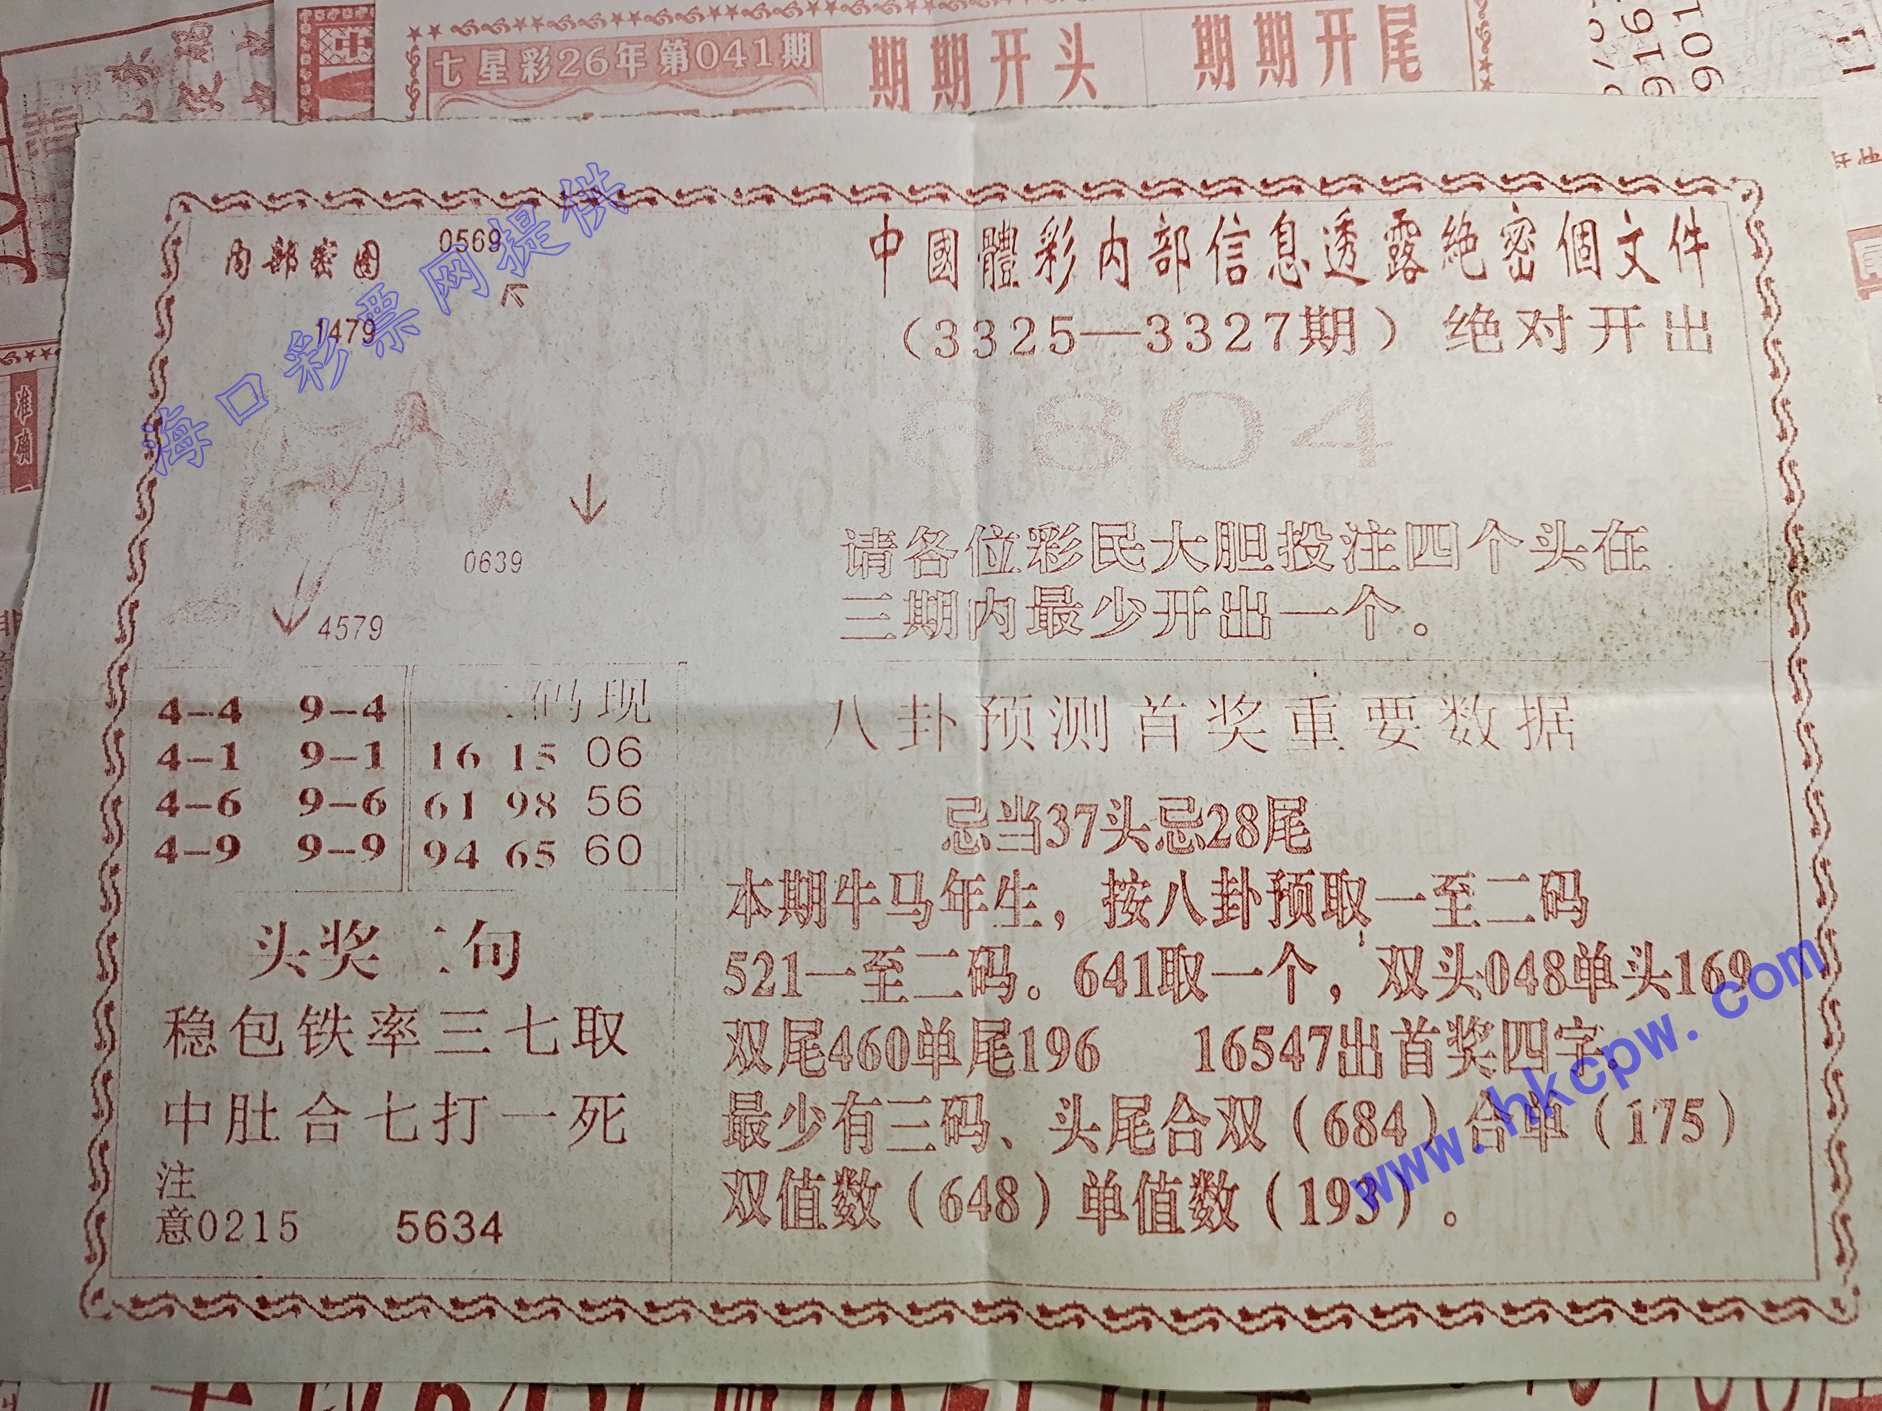 七星彩26年第041期
期期开头
期期开尾
内部密图
0569
1479
0639
4579
中國體彩内部信息透露絶密個文件
（3325—3327期）绝对开出
6804
请各位彩民大胆投注四个头在
三期内最少开出一个。
4-4 9-4
4-1 9-1
4-6 9-6
4-9 9-9
二码现
16 15 06
61 98 56
94 65 60
八卦预测首奖重要数据
忌当37头忌28尾
本期牛马年生，按八卦预取一至二码
521一至二码。641取一个，双头048单头169
双尾460单尾196 16547出首奖四字，
最少有三码、头尾合双（684）合单（175）
双值数（648）单值数（193）。
头奖二句
稳包铁率三七取
中肚合七打一死
注
意0215 5634
海口彩票网提供
www.hkcpw.com